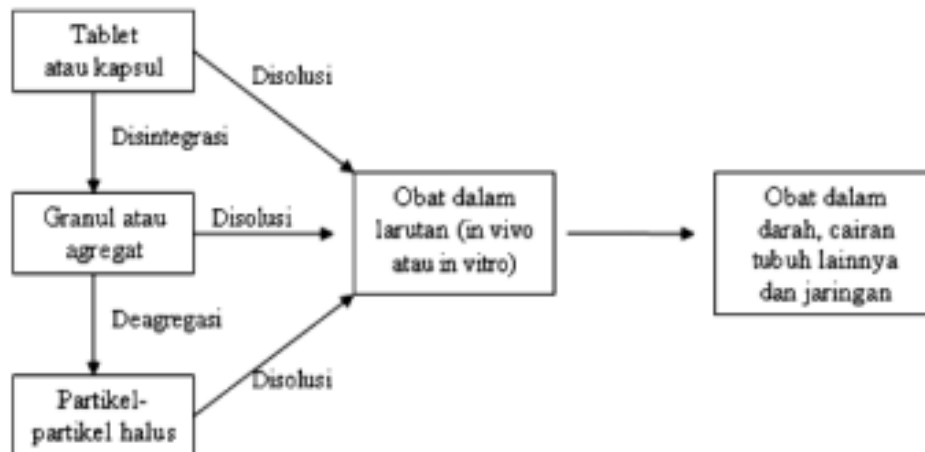 Tablet
atau kapsul
Disolusi
Disintegrasi
Granul atau
agregat
Disolusi
Obat dalam
larutan (in vivo
atau in vitro)
Obat dalam
darah, cairan
tubuh lainnya
dan jaringan
Deagregasi
Disolusi
Partikel-
partikel halus